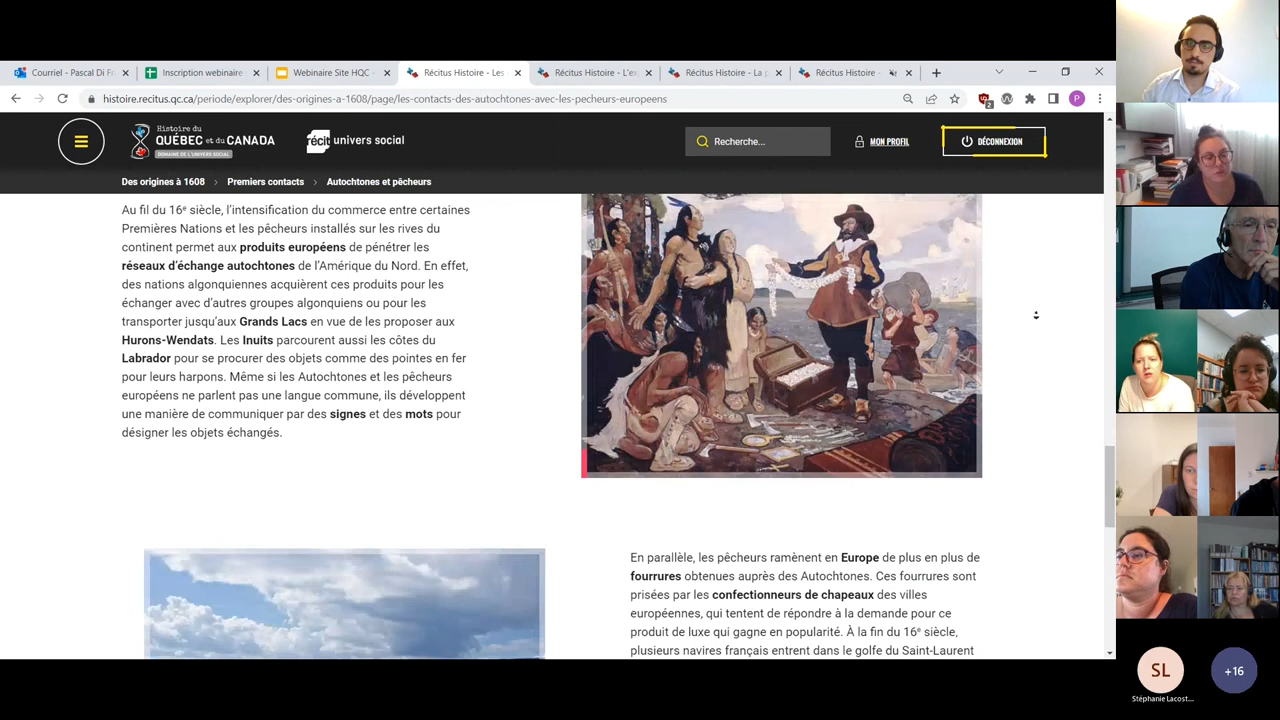 Courriel - Pascal Di Fr
Inscription webinaire
Webinaire Site HQC -
Récitus Histoire - Les
Récitus Histoire - L'ex
Récitus Histoire - La p
Récitus Histoire -
histoire.recitus.qc.ca/periode/explorer/des-origines-a-1608/page/les-contacts-des-autochtones-avec-les-pecheurs-europeens
2
P
Histoire du
QUÉBEC et du CANADA
DOMAINE DE L'UNIVERS SOCIAL
récit univers social
Recherche...
MON PROFIL
DÉCONNEXION
Des origines à 1608 > Premiers contacts > Autochtones et pêcheurs
Au fil du 16e siècle, l'intensification du commerce entre certaines
Premières Nations et les pêcheurs installés sur les rives du
continent permet aux produits européens de pénétrer les
réseaux d'échange autochtones de l'Amérique du Nord. En effet,
des nations algonquiennes acquièrent ces produits pour les
échanger avec d'autres groupes algonquiens ou pour les
transporter jusqu'aux Grands Lacs en vue de les proposer aux
Hurons-Wendats. Les Inuits parcourent aussi les côtes du
Labrador pour se procurer des objets comme des pointes en fer
pour leurs harpons. Même si les Autochtones et les pêcheurs
européens ne parlent pas une langue commune, ils développent
une manière de communiquer par des signes et des mots pour
désigner les objets échangés.
En parallèle, les pêcheurs ramènent en Europe de plus en plus de
fourrures obtenues auprès des Autochtones. Ces fourrures sont
prisées par les confectionneurs de chapeaux des villes
européennes, qui tentent de répondre à la demande pour ce
produit de luxe qui gagne en popularité. À la fin du 16e siècle,
plusieurs navires français entrent dans le golfe du Saint-Laurent
SL
Stéphanie Lacost...
+16